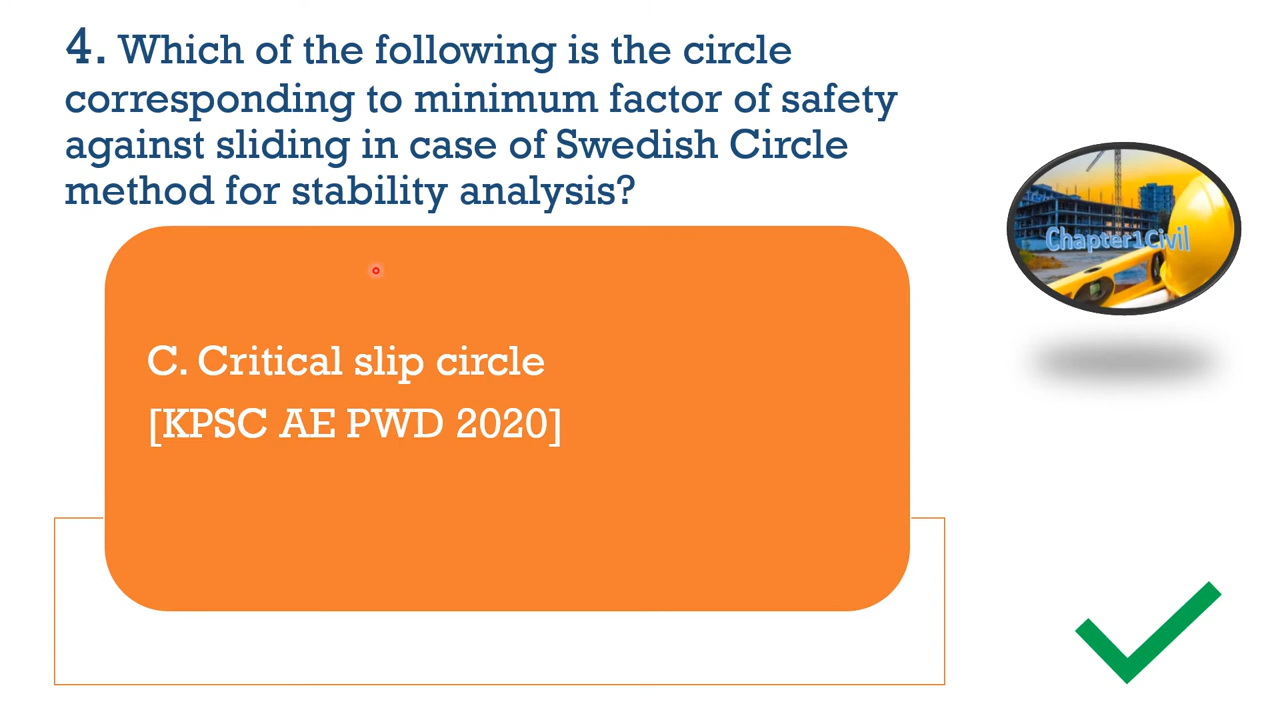 4. Which of the following is the circle
corresponding to minimum factor of safety
against sliding in case of Swedish Circle
method for stability analysis?
Chapter1Civil
C. Critical slip circle
[KPSC AE PWD 2020]